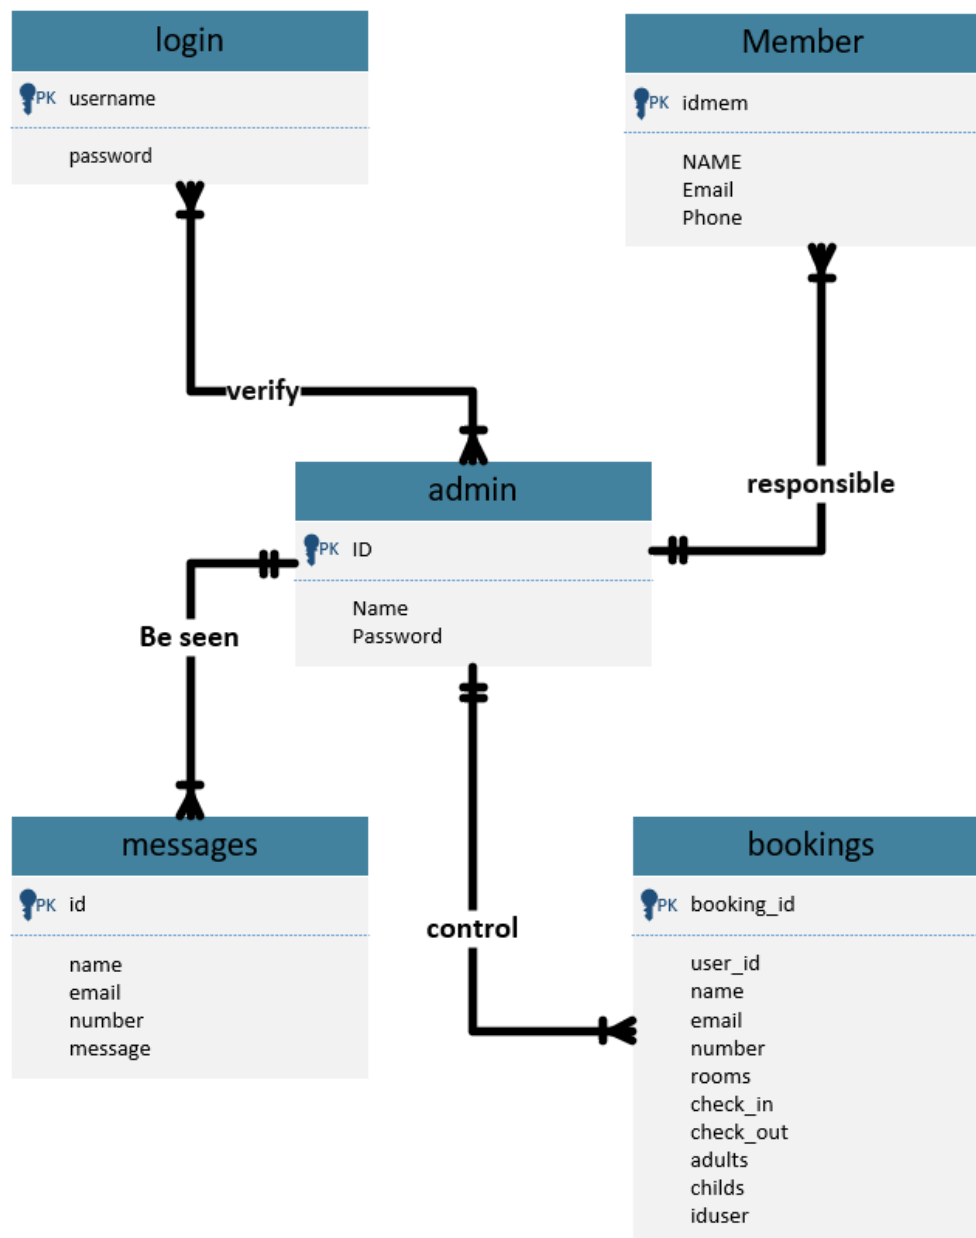 login
PK username
password
Member
PK idmem
NAME
Email
Phone
verify
responsible
admin
PK ID
Name
Password
Be seen
control
messages
PK id
name
email
number
message
bookings
PK booking_id
user_id
name
email
number
rooms
check_in
check_out
adults
childs
iduser